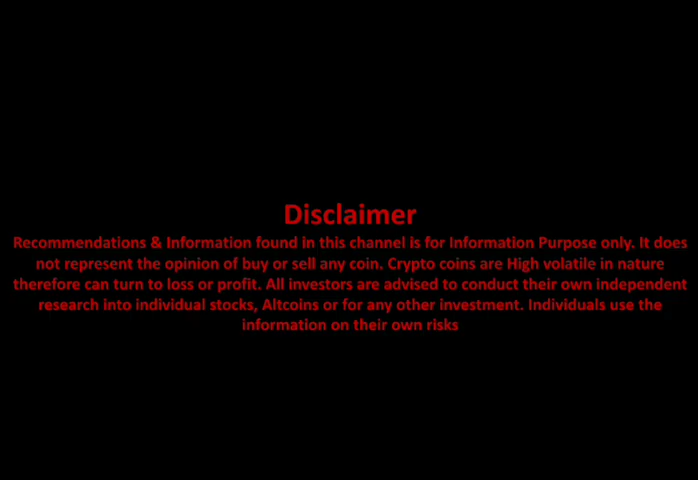 Disclaimer
Recommendations & Information found in this channel is for Information Purpose only. It does
not represent the opinion of buy or sell any coin. Crypto coins are High volatile in nature
therefore can turn to loss or profit. All investors are advised to conduct their own independent
research into individual stocks, Altcoins or for any other investment. Individuals use the
information on their own risks